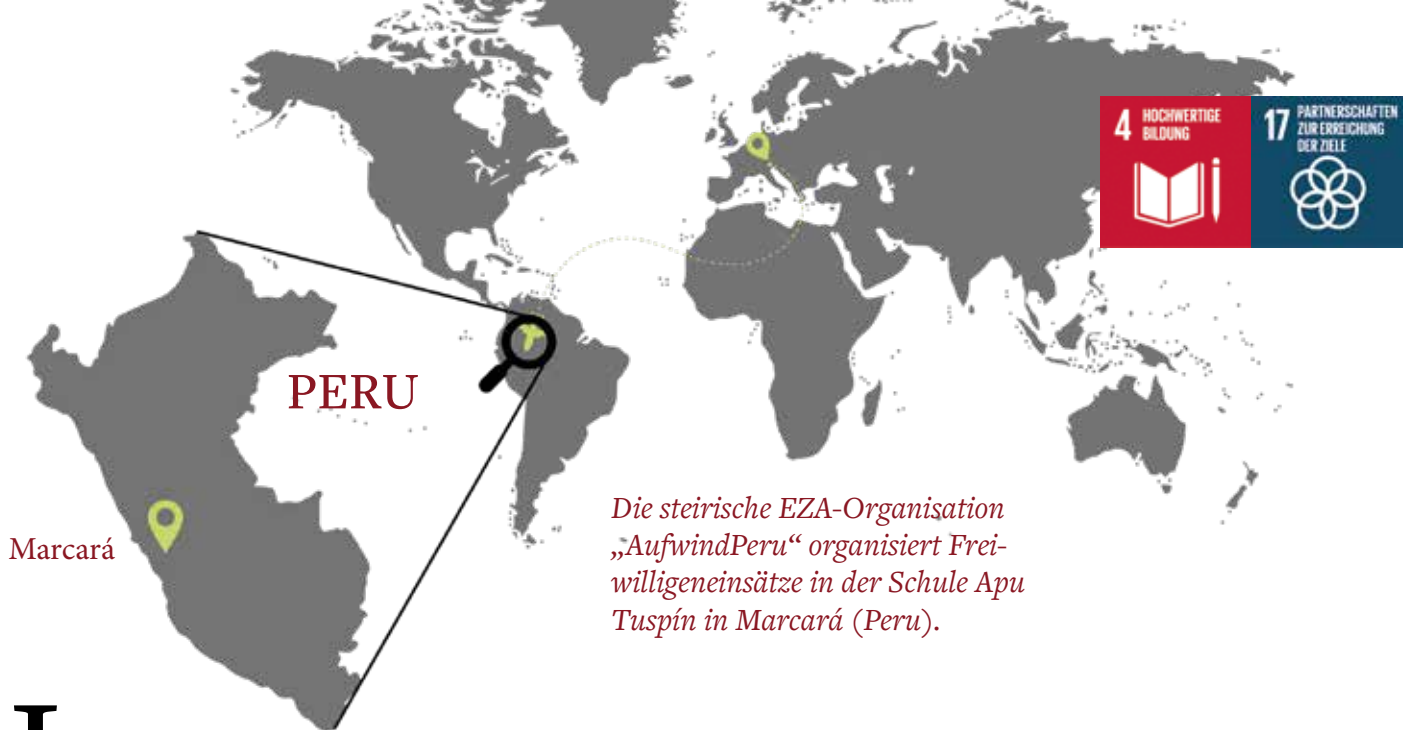 4 HOCHWERTIGE
BILDUNG
17 PARTNERSCHAFTEN
ZUR ERREICHUNG
DER ZIELE
PERU
Marcará
Die steirische EZA-Organisation
„AufwindPeru“ organisiert Frei-
willigeneinsätze in der Schule Apu
Tuspín in Marcará (Peru).